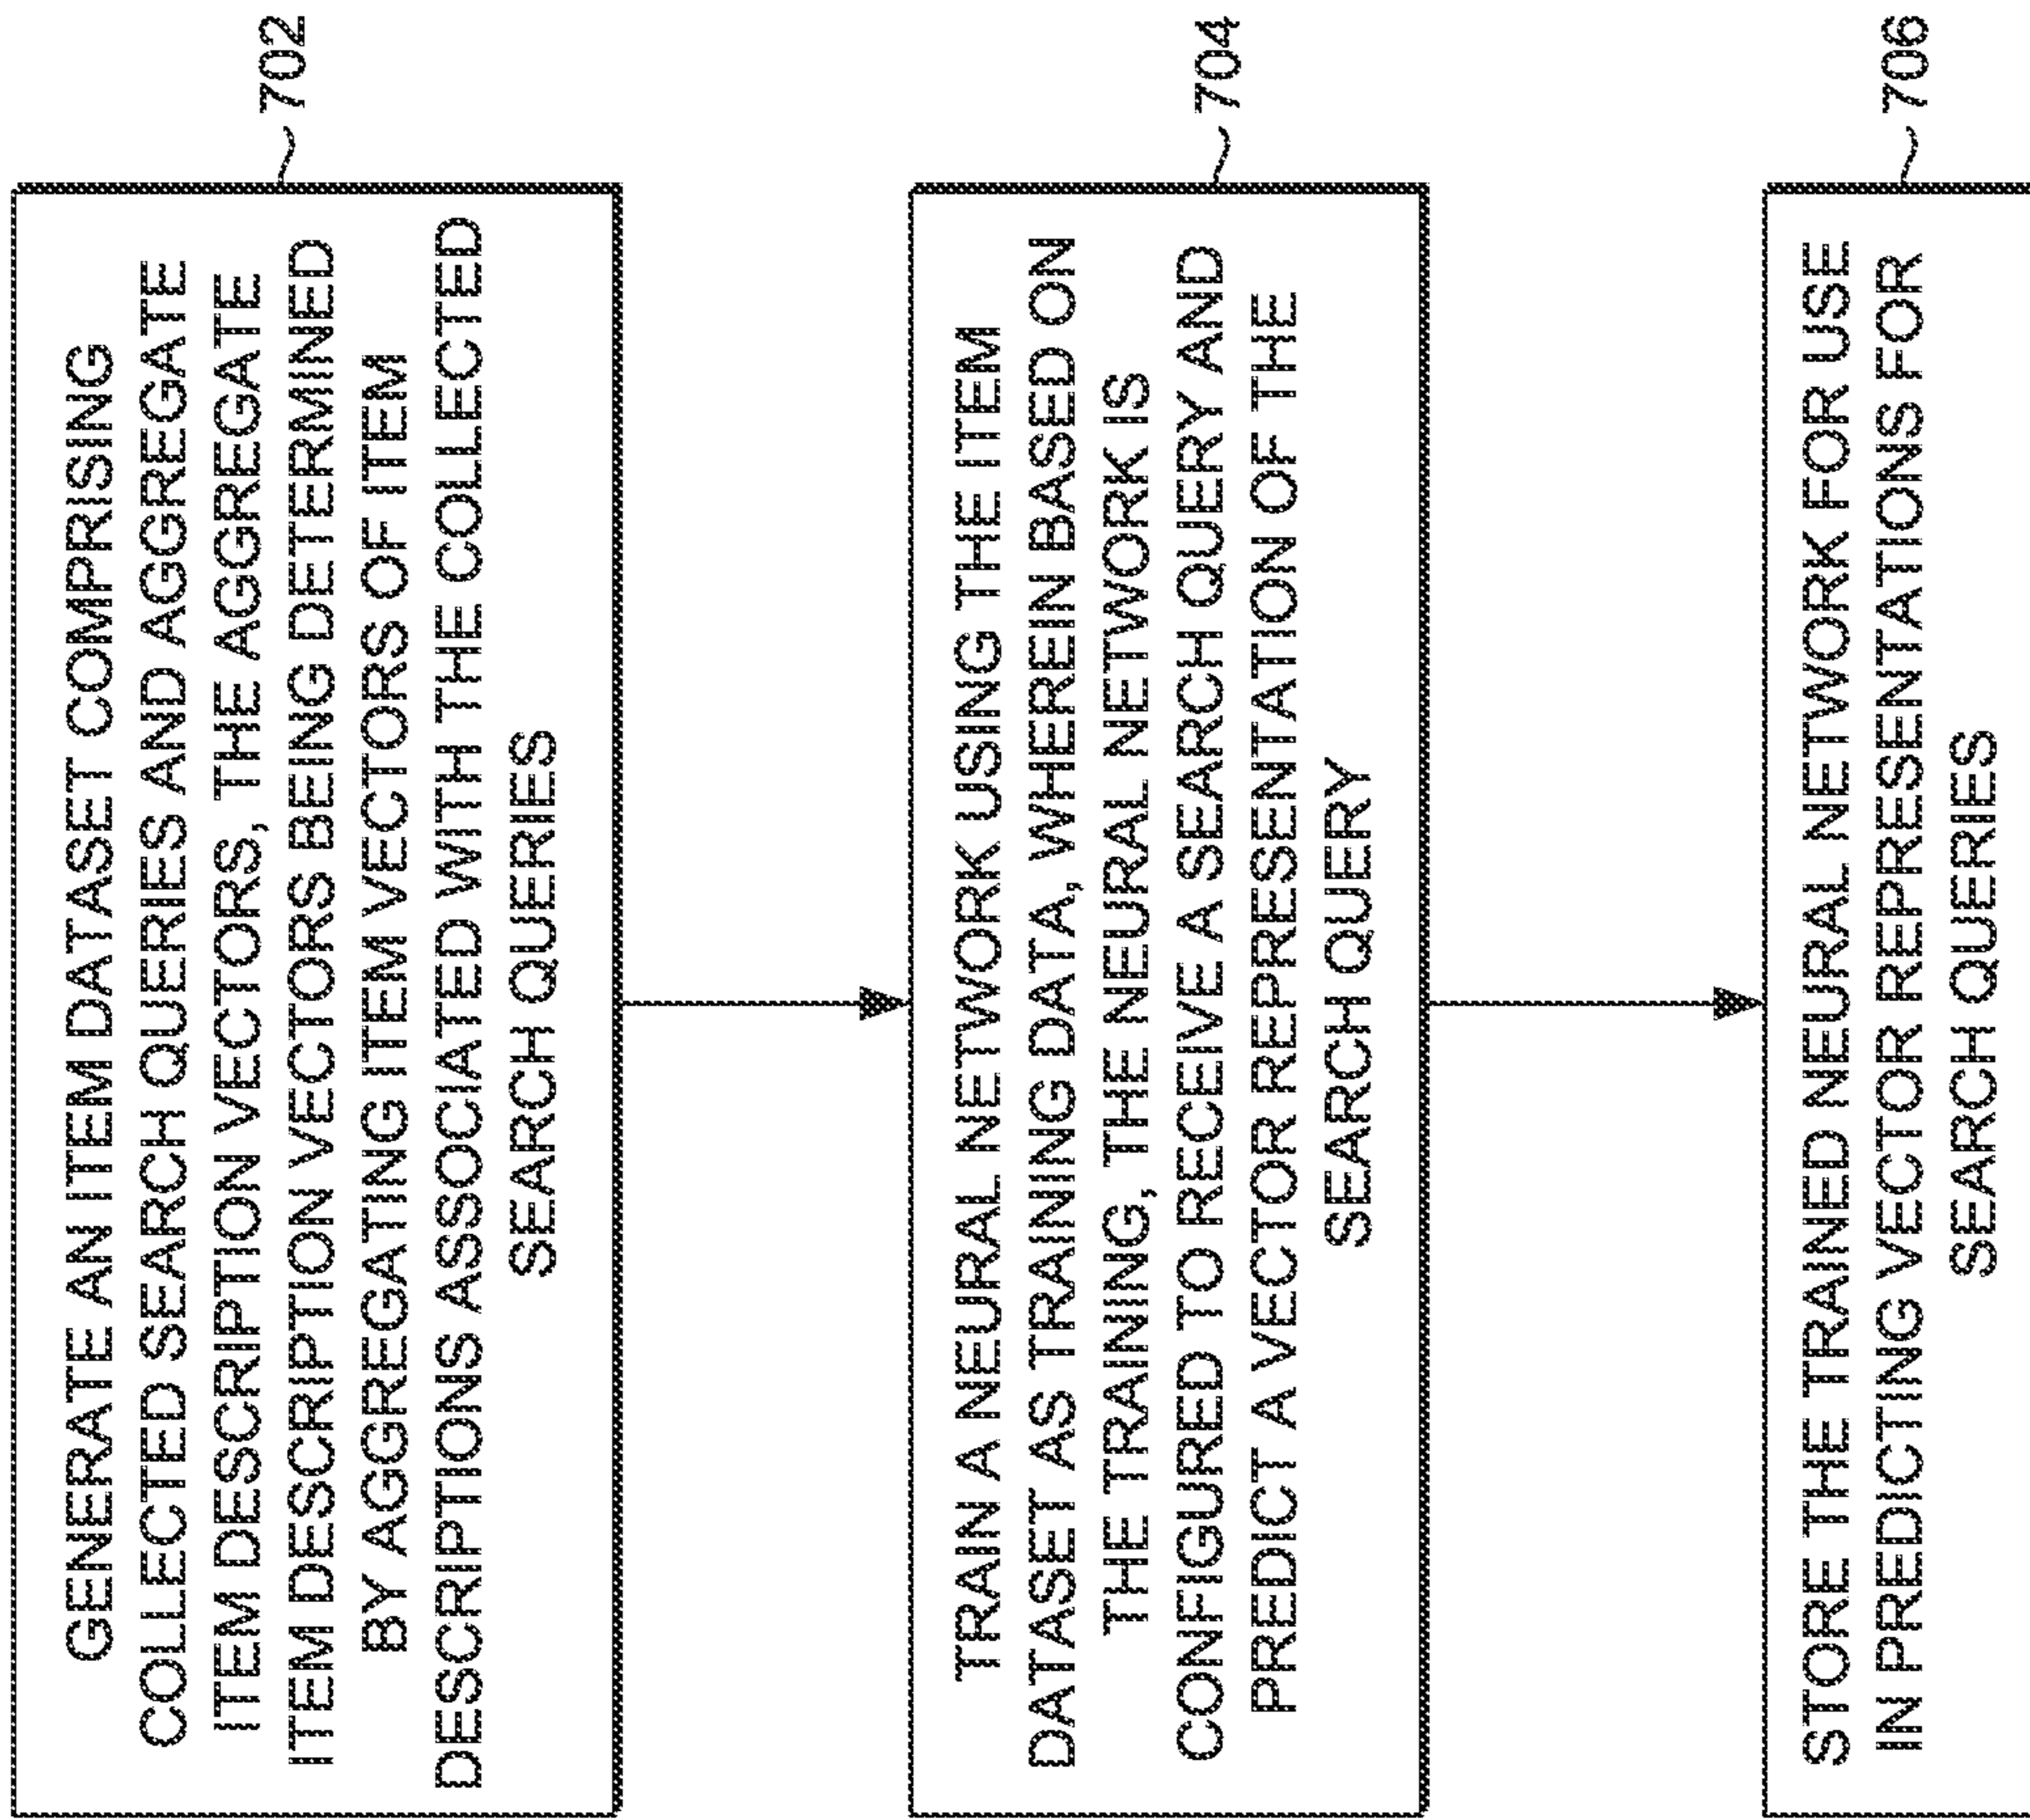 GENERATE AN ITEM DATASET COMPRISING
COLLECTED SEARCH QUERIES AND AGGREGATE
ITEM DESCRIPTION VECTORS, THE AGGREGATE
ITEM DESCRIPTION VECTORS BEING DETERMINED
BY AGGREGATING ITEM VECTORS OF ITEM
DESCRIPTIONS ASSOCIATED WITH THE COLLECTED
SEARCH QUERIES
702
TRAIN A NEURAL NETWORK USING THE ITEM
DATASET AS TRAINING DATA, WHEREIN BASED ON
THE TRAINING, THE NEURAL NETWORK IS
CONFIGURED TO RECEIVE A SEARCH QUERY AND
PREDICT A VECTOR REPRESENTATION OF THE
SEARCH QUERY
704
STORE THE TRAINED NEURAL NETWORK FOR USE
IN PREDICTING VECTOR REPRESENTATIONS FOR
SEARCH QUERIES
706